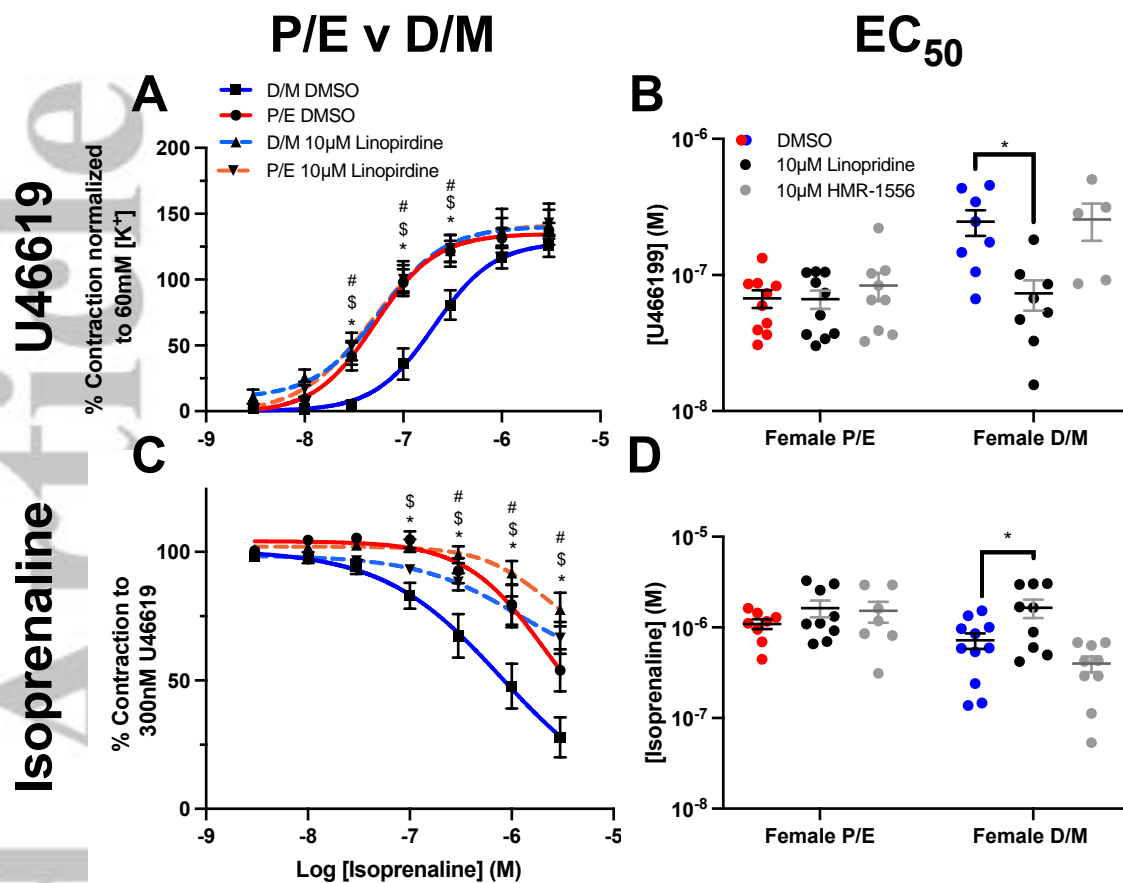 P/E v D/M
EC50
A
D/M DMSO
P/E DMSO
D/M 10µM Linopirdine
P/E 10µM Linopirdine
U46619
% Contraction normalized
to 60mM [K+]
200
150
100
50
0
#
$
*
#
$
*
#
$
*
-9
-8
-7
-6
-5
B
DMSO
10µM Linopridine
10µM HMR-1556
[U466199] (M)
10-6
10-7
10-8
*
Female P/E
Female D/M
C
Isoprenaline
% Contraction to
300nM U46619
100
50
0
$
*
#
$
*
#
$
*
#
$
*
-9
-8
-7
-6
-5
Log [Isoprenaline] (M)
D
[Isoprenaline] (M)
10-5
10-6
10-7
10-8
*
Female P/E
Female D/M
Article